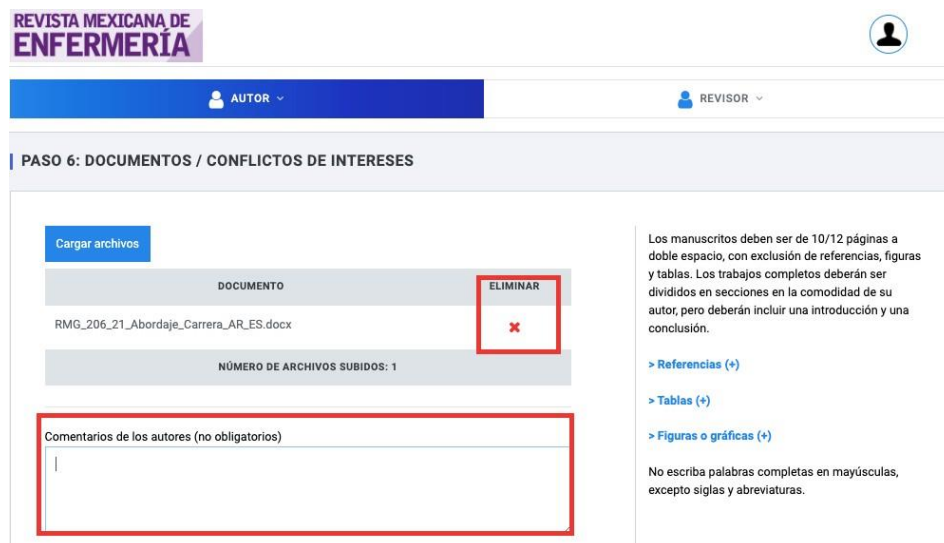 REVISTA MEXICANA DE
ENFERMERÍA
AUTOR
REVISOR
PASO 6: DOCUMENTOS / CONFLICTOS DE INTERESES
Cargar archivos
DOCUMENTO
ELIMINAR
RMG_206_21_Abordaje_Carrera_AR_ES.docx
NÚMERO DE ARCHIVOS SUBIDOS: 1
Comentarios de los autores (no obligatorios)
Los manuscritos deben ser de 10/12 páginas a
doble espacio, con exclusión de referencias, figuras
y tablas. Los trabajos completos deberán ser
divididos en secciones en la comodidad de su
autor, pero deberán incluir una introducción y una
conclusión.
> Referencias (+)
> Tablas (+)
> Figuras o gráficas (+)
No escriba palabras completas en mayúsculas,
excepto siglas y abreviaturas.